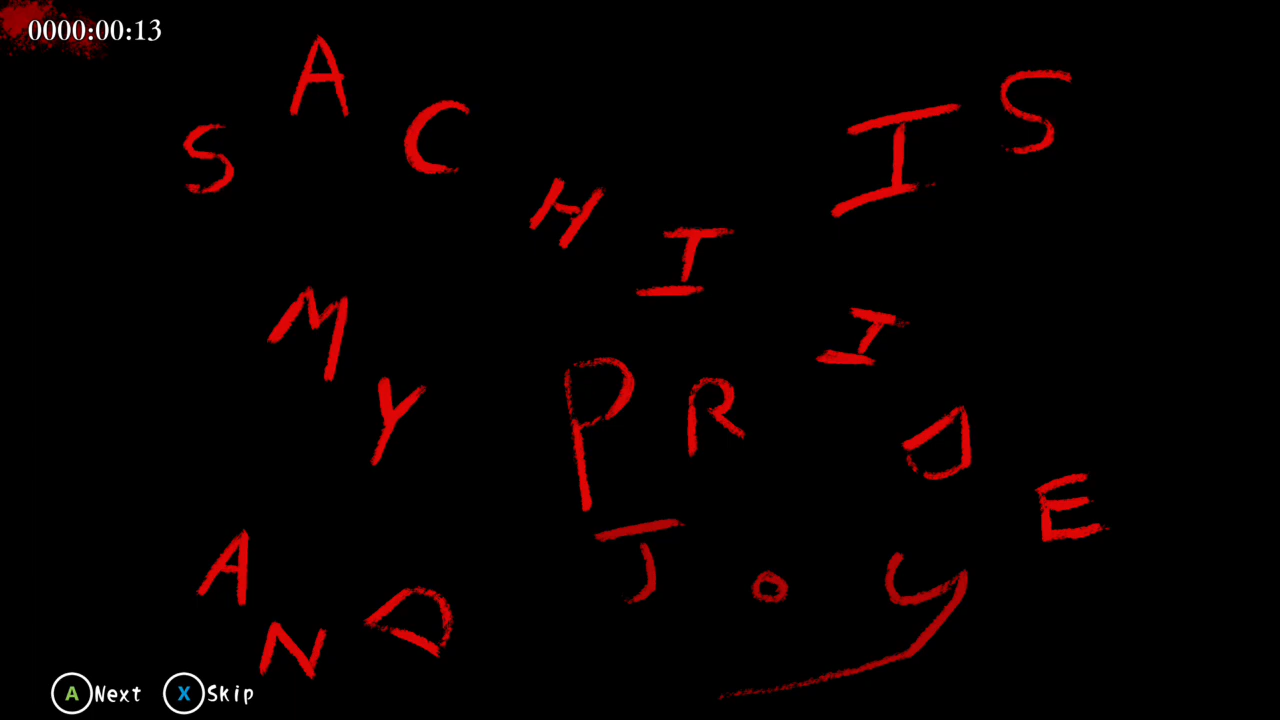 0000:00:13
SACHI IS
MY PRIDE
AND JOY
A Next X Skip